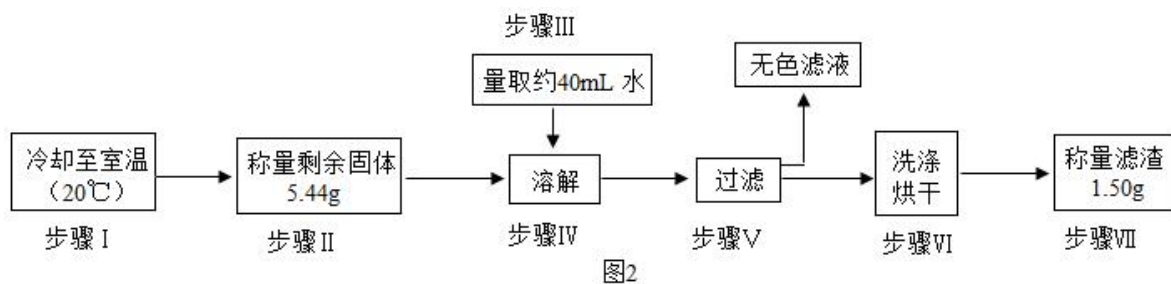 步骤Ⅲ
量取约40mL 水
无色滤液
冷却至室温
（20℃）
称量剩余固体
5.44g
溶解
过滤
洗涤
烘干
称量滤渣
1.50g
步骤Ⅰ
步骤Ⅱ
步骤Ⅳ
步骤Ⅴ
步骤Ⅵ
步骤Ⅶ
图2